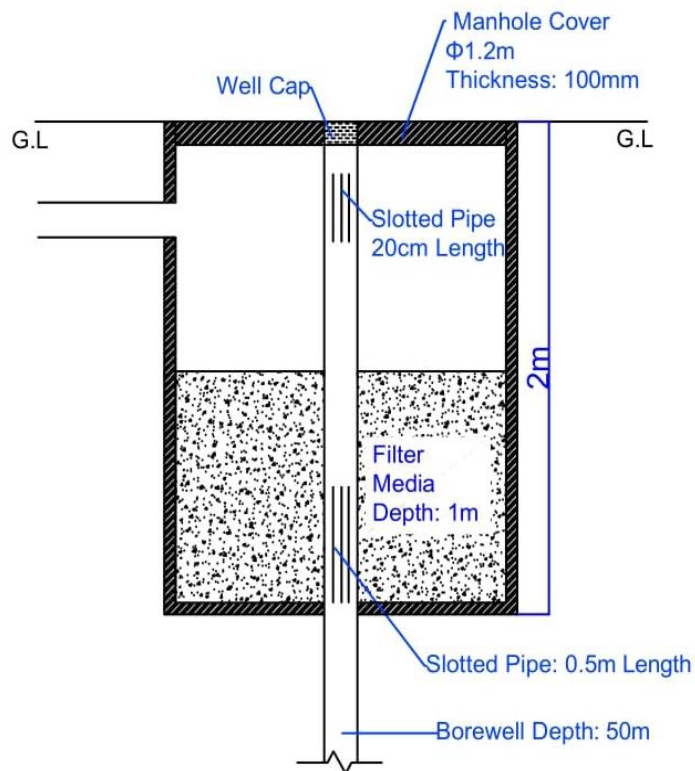 Manhole Cover
Φ1.2m
Thickness: 100mm
Well Cap
G.L
G.L
Slotted Pipe
20cm Length
2m
Filter
Media
Depth: 1m
Slotted Pipe: 0.5m Length
Borewell Depth: 50m